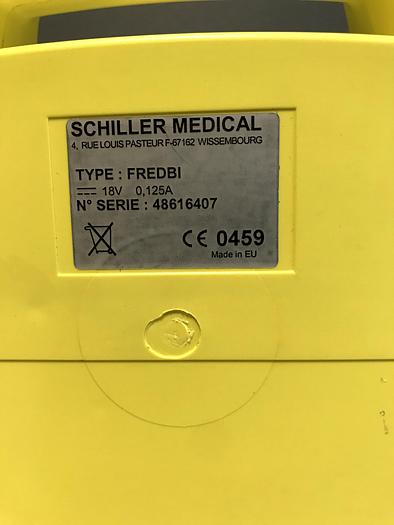 SCHILLER MEDICAL
4, RUE LOUIS PASTEUR F-67162 WISSEMBOURG
TYPE : FREDBI
18V 0,125A
N° SERIE : 48616407
CE 0459
Made in EU